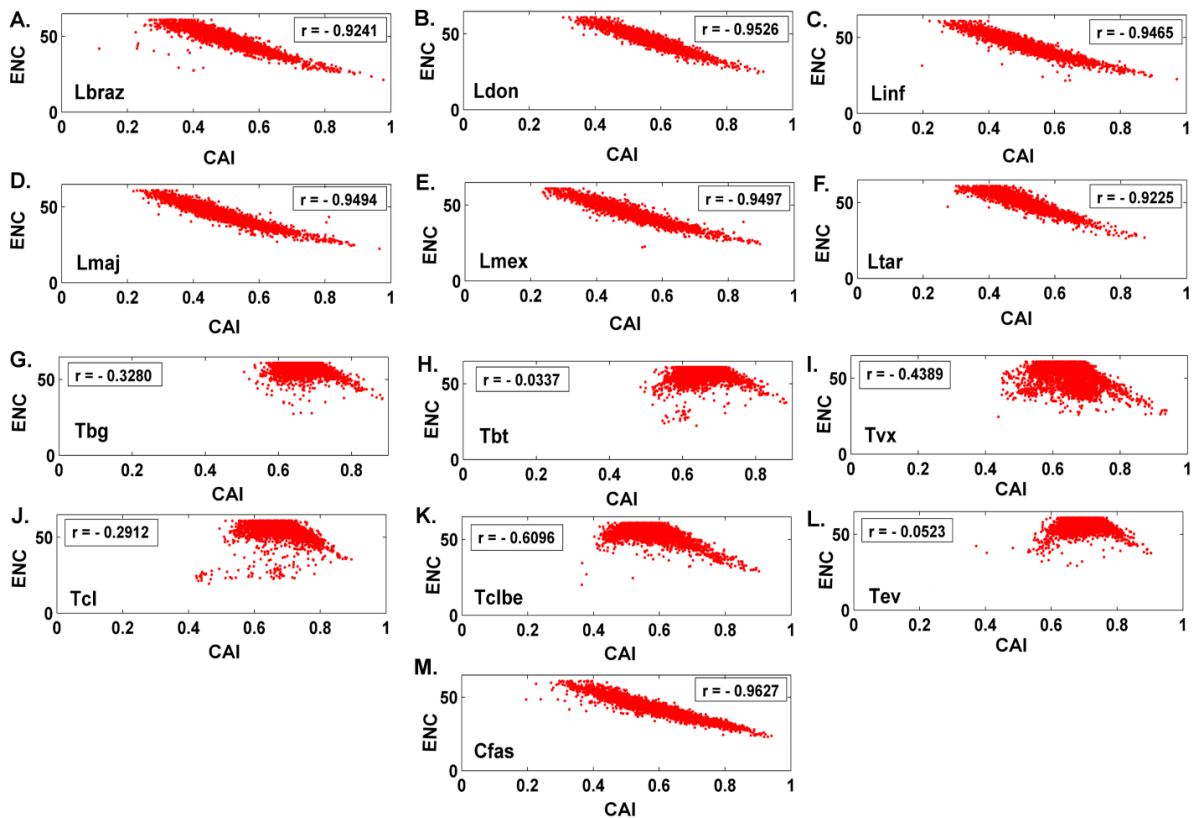 A.
ENC
50
0
r = - 0.9241
Lbraz
0 0.2 0.4 0.6 0.8 1
CAI
B.
ENC
50
0
r = - 0.9526
Ldon
0 0.2 0.4 0.6 0.8 1
CAI
C.
ENC
50
0
r = - 0.9465
Linf
0 0.2 0.4 0.6 0.8 1
CAI
D.
ENC
50
0
r = - 0.9494
Lmaj
0 0.2 0.4 0.6 0.8 1
CAI
E.
ENC
50
0
r = - 0.9497
Lmex
0 0.2 0.4 0.6 0.8 1
CAI
F.
ENC
50
0
r = - 0.9225
Ltar
0 0.2 0.4 0.6 0.8 1
CAI
G.
ENC
50
0
r = - 0.3280
Tbg
0 0.2 0.4 0.6 0.8
CAI
H.
ENC
50
0
r = - 0.0337
Tbt
0 0.2 0.4 0.6 0.8
CAI
I.
ENC
50
0
r = - 0.4389
Tvx
0 0.2 0.4 0.6 0.8 1
CAI
J.
ENC
50
0
r = - 0.2912
Tcl
0 0.2 0.4 0.6 0.8 1
CAI
K.
ENC
50
0
r = - 0.6096
Tclbe
0 0.2 0.4 0.6 0.8 1
CAI
L.
ENC
50
0
r = - 0.0523
Tev
0 0.2 0.4 0.6 0.8 1
CAI
M.
ENC
50
0
r = - 0.9627
Cfas
0 0.2 0.4 0.6 0.8 1
CAI